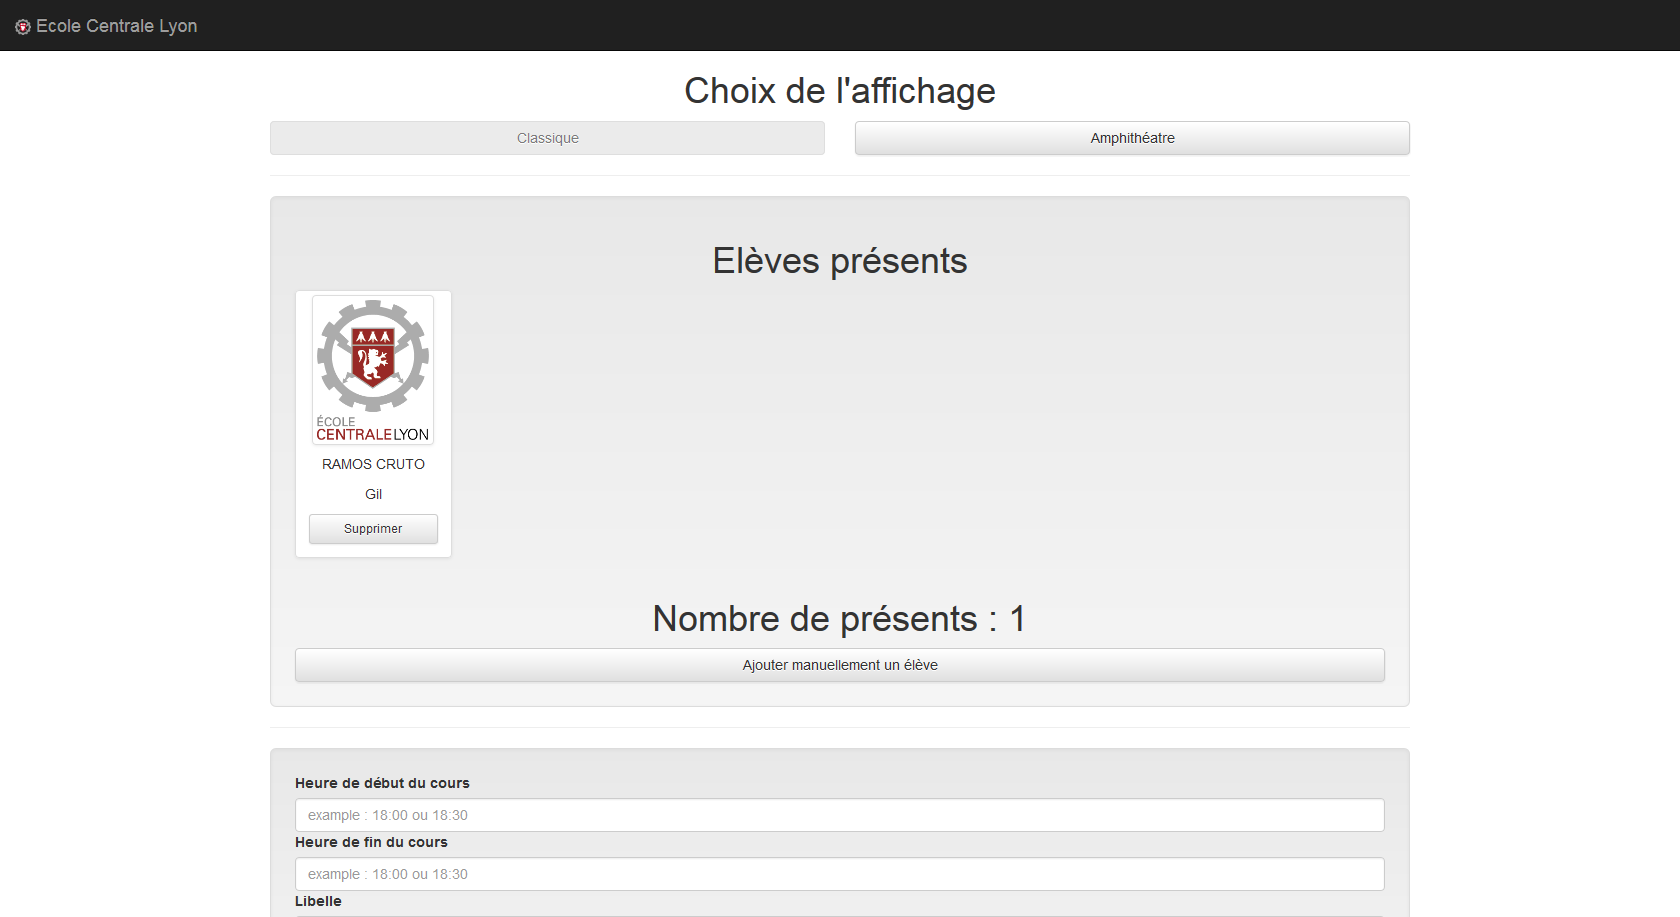 Ecole Centrale Lyon
Choix de l'affichage
Classique
Amphithéatre
Elèves présents
ÉCOLE
CENTRALELYON
RAMOS CRUTO
Gil
Supprimer
Nombre de présents : 1
Ajouter manuellement un élève
Heure de début du cours
example : 18:00 ou 18:30
Heure de fin du cours
example : 18:00 ou 18:30
Libelle